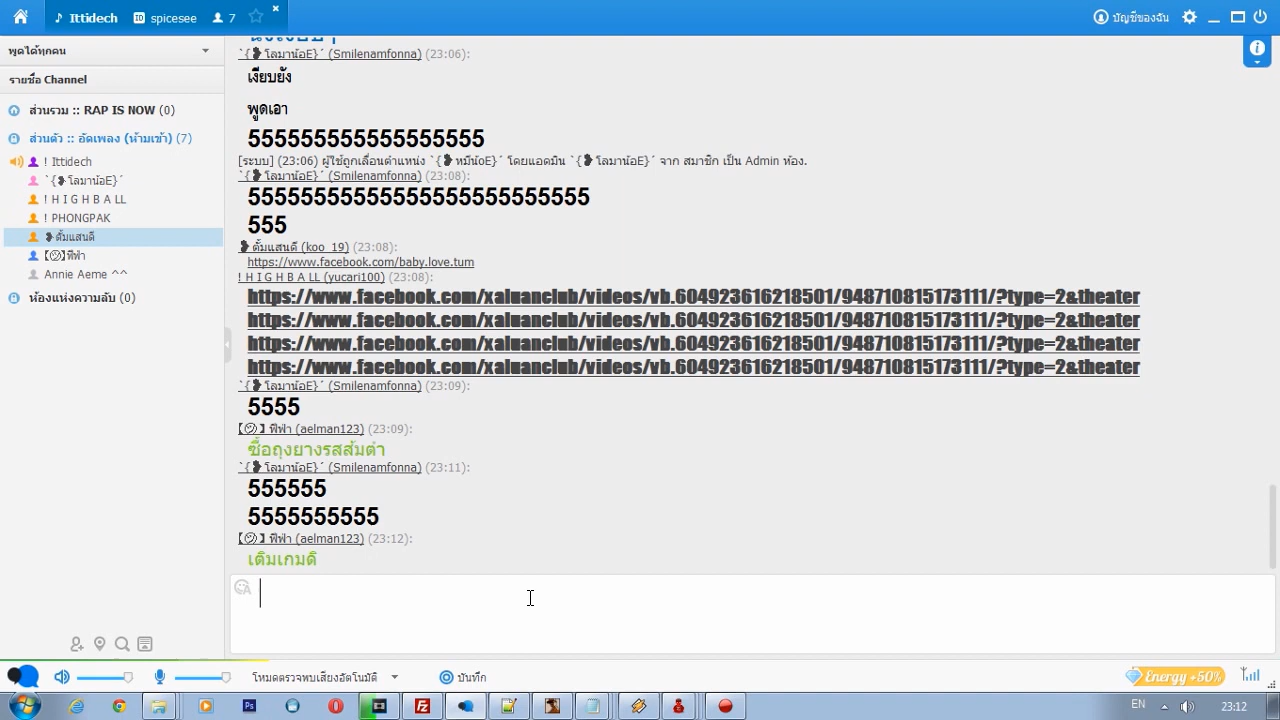 Ittidech ID spicesee 7
บัญชีของฉัน
พูดได้ทุกคน
รายชื่อ Channel
ส่วนรวม :: RAP IS NOW (0)
ส่วนตัว :: อัดเพลง (ห้ามเข้า) (7)
! Ittidech
`{❥โลมาน้อE}´
! H I G H B A LL
! PHONGPAK
❥ตั้มแสนดี
ฟีฟ่า
Annie Aeme ^^
ห้องแห่งความลับ (0)
`{❥โลมาน้อE}´ (Smilenamfonna) (23:06):
เงียบยัง
พูดเอา
555555555555555555
[ระบบ] (23:06) ผู้ใช้ถูกเลื่อนตำแหน่ง `{❥หมีน้อE}´ โดยแอดมิน `{❥โลมาน้อE}´ จาก สมาชิก เป็น Admin ห้อง.
`{❥โลมาน้อE}´ (Smilenamfonna) (23:08):
55555555555555555555555555
555
❥ตั้มแสนดี (koo_19) (23:08):
https://www.facebook.com/baby.love.tum
! H I G H B A LL (yucari100) (23:08):
https://www.facebook.com/xaluanclub/videos/vb.604923616218501/948710815173111/?type=2&theater
https://www.facebook.com/xaluanclub/videos/vb.604923616218501/948710815173111/?type=2&theater
https://www.facebook.com/xaluanclub/videos/vb.604923616218501/948710815173111/?type=2&theater
https://www.facebook.com/xaluanclub/videos/vb.604923616218501/948710815173111/?type=2&theater
`{❥โลมาน้อE}´ (Smilenamfonna) (23:09):
5555
ฟีฟ่า (aelman123) (23:09):
ซื้อถุงยางรสส้มตำ
`{❥โลมาน้อE}´ (Smilenamfonna) (23:11):
555555
5555555555
ฟีฟ่า (aelman123) (23:12):
เติมเกมดิ
โหมดตรวจพบเสียงอัตโนมัติ
บันทึก
Energy +50%
EN
23:12